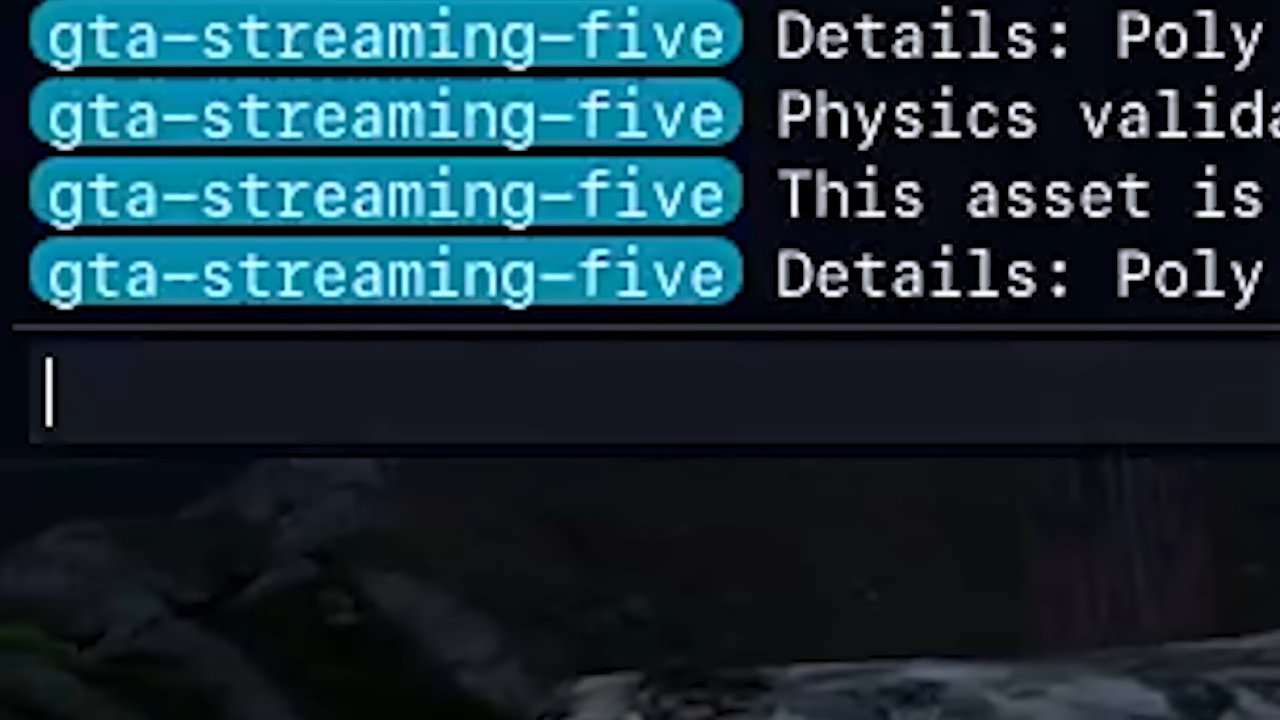 gta-streaming-five Details: Poly
gta-streaming-five Physics
gta-streaming-five This asset is
gta-streaming-five Details: Poly